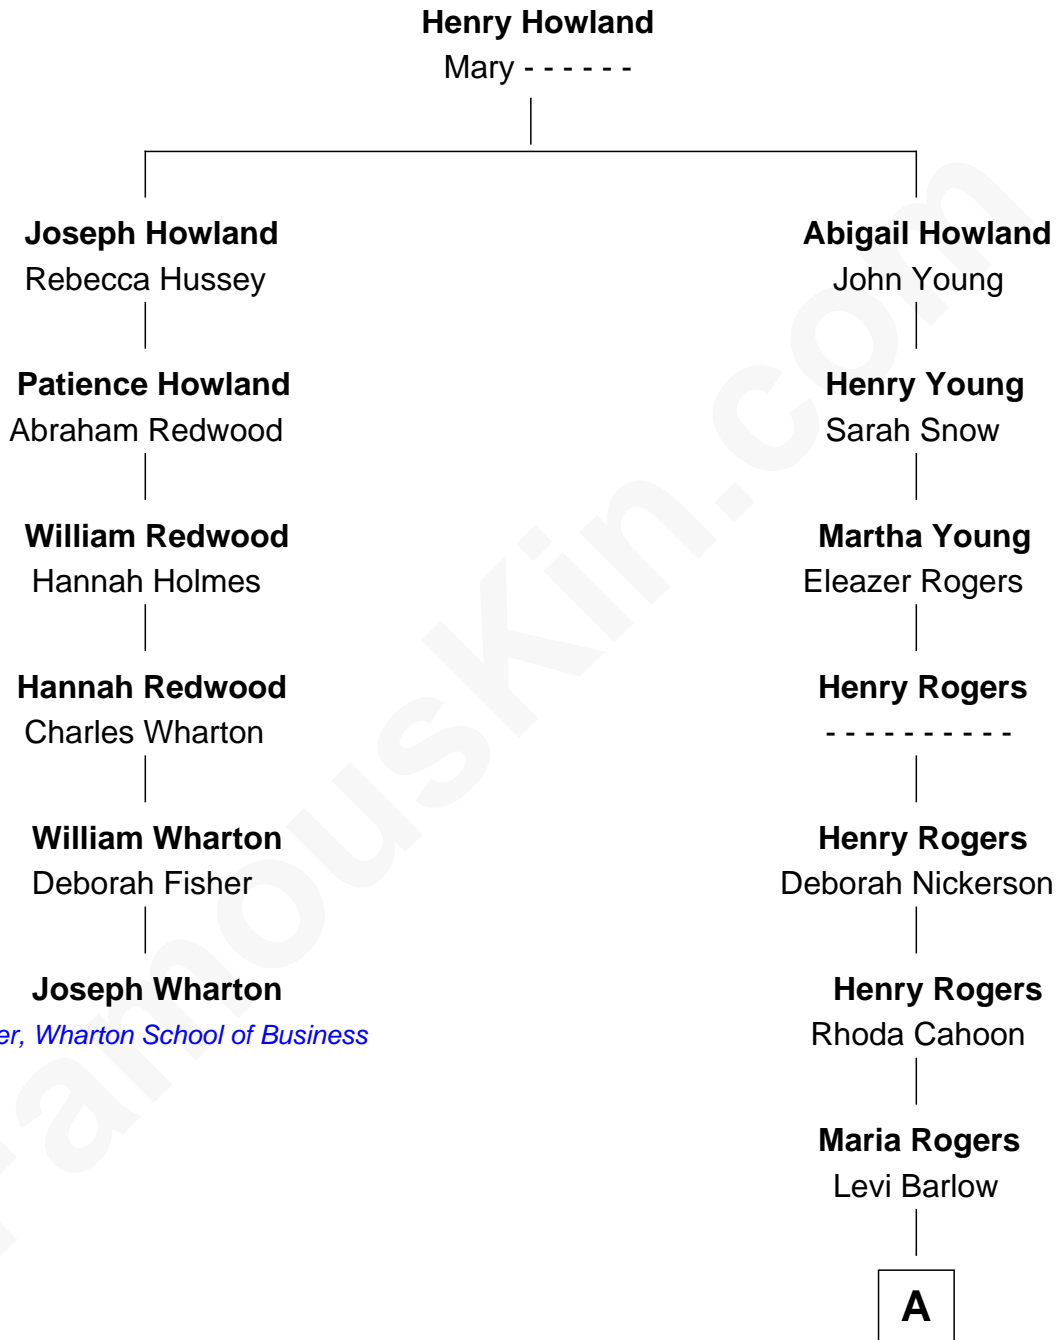 Henry Howland
Mary - - - - - -
Joseph Howland
Rebecca Hussey
Abigail Howland
John Young
Patience Howland
Abraham Redwood
Henry Young
Sarah Snow
William Redwood
Hannah Holmes
Martha Young
Eleazer Rogers
Hannah Redwood
Charles Wharton
Henry Rogers
- - - - - - - - - -
William Wharton
Deborah Fisher
Henry Rogers
Deborah Nickerson
Joseph Wharton
er, Wharton School of Business
Henry Rogers
Rhoda Cahoon
Maria Rogers
Levi Barlow
A
FamousKin.com